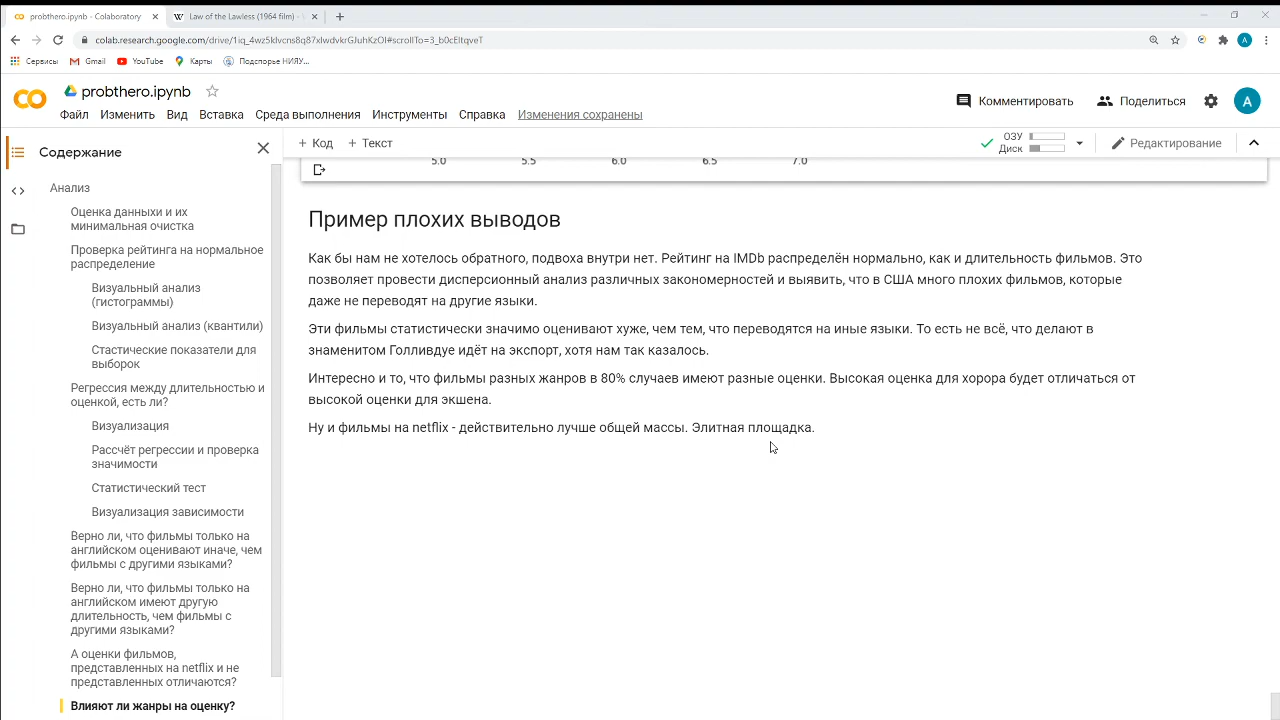 probthero.ipynb - Colaboratory
Law of the Lawless (1964 film) -
colab.research.google.com/drive/1iq_4wz5klvcns8q87xlwdvkrGJuhKzOl#scrollTo=3_b0cEltqveT
A
Сервисы
Gmail
YouTube
Карты
Подспорье НИЯУ...
probthero.ipynb
Комментировать
Поделиться
A
Файл Изменить Вид Вставка Среда выполнения Инструменты Справка Изменения сохранены
Содержание
+ Код + Текст
ОЗУ
Диск
Редактирование
5.0 5.5 6.0 6.5 7.0
Анализ
Оценка данныхи и их
минимальная очистка
Проверка рейтинга на нормальное
распределение
Визуальный анализ
(гистограммы)
Визуальный анализ (квантили)
Стастические показатели для
выборок
Регрессия между длительностью и
оценкой, есть ли?
Визуализация
Рассчёт регрессии и проверка
значимости
Статистический тест
Визуализация зависимости
Верно ли, что фильмы только на
английском оценивают иначе, чем
фильмы с другими языками?
Верно ли, что фильмы только на
английском имеют другую
длительность, чем фильмы с
другими языками?
А оценки фильмов,
представленных на netflix и не
представленных отличаются?
Влияют ли жанры на оценку?
Пример плохих выводов
Как бы нам не хотелось обратного, подвоха внутри нет. Рейтинг на IMDb распределён нормально, как и длительность фильмов. Это
позволяет провести дисперсионный анализ различных закономерностей и выявить, что в США много плохих фильмов, которые
даже не переводят на другие языки.
Эти фильмы статистически значимо оценивают хуже, чем тем, что переводятся на иные языки. То есть не всё, что делают в
знаменитом Голливдуе идёт на экспорт, хотя нам так казалось.
Интересно и то, что фильмы разных жанров в 80% случаев имеют разные оценки. Высокая оценка для хорора будет отличаться от
высокой оценки для экшена.
Ну и фильмы на netflix - действительно лучше общей массы. Элитная площадка.